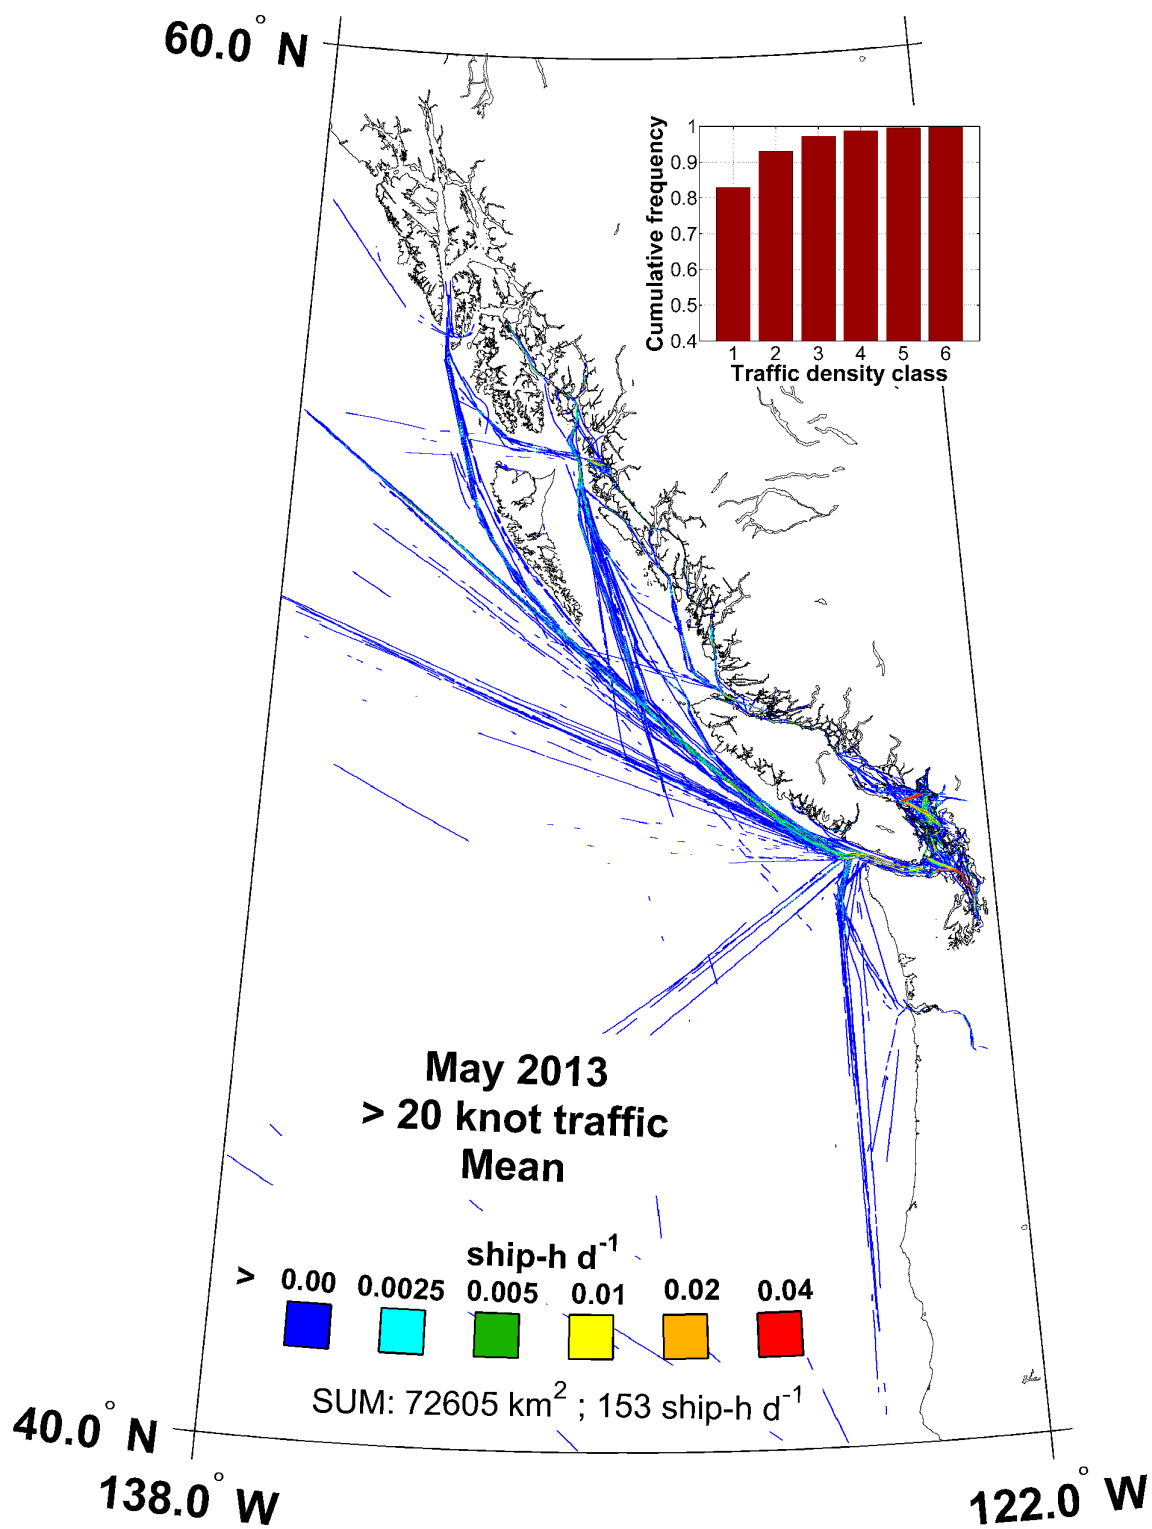 60.0° N
Cumulative frequency
1
0.9
0.8
0.7
0.6
0.5
0.4
1 2 3 4 5 6
Traffic density class
May 2013
> 20 knot traffic
Mean
ship-h d⁻¹
> 0.00 0.0025 0.005 0.01 0.02 0.04
SUM: 72605 km² ; 153 ship-h d⁻¹
40.0° N
138.0° W
122.0° W